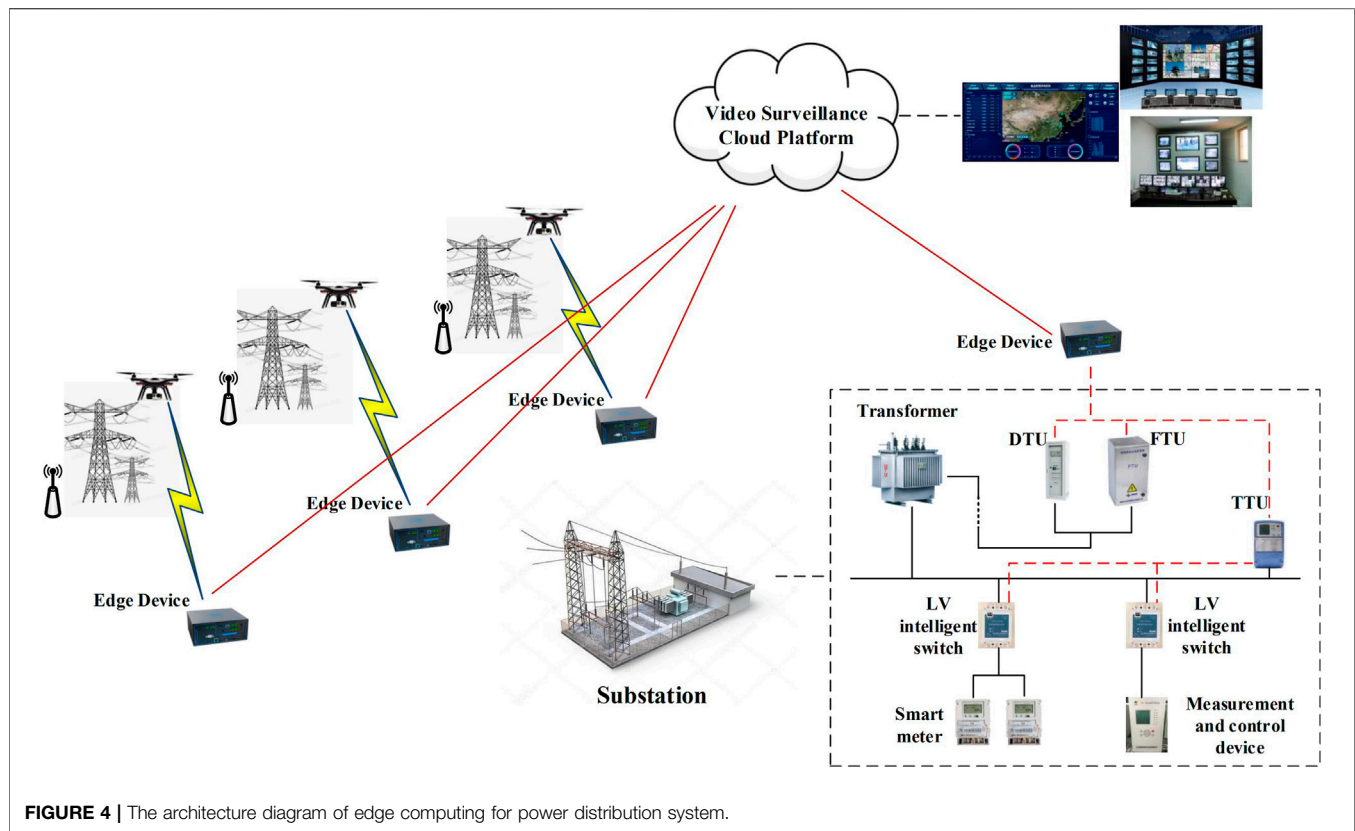 Video Surveillance
Cloud Platform
Edge Device
Edge Device
Edge Device
Edge Device
Transformer
DTU
FTU
FTU
TTU
LV
intelligent
switch
LV
intelligent
switch
Substation
Smart
meter
Measurement
and control
device
FIGURE 4 | The architecture diagram of edge computing for power distribution system.